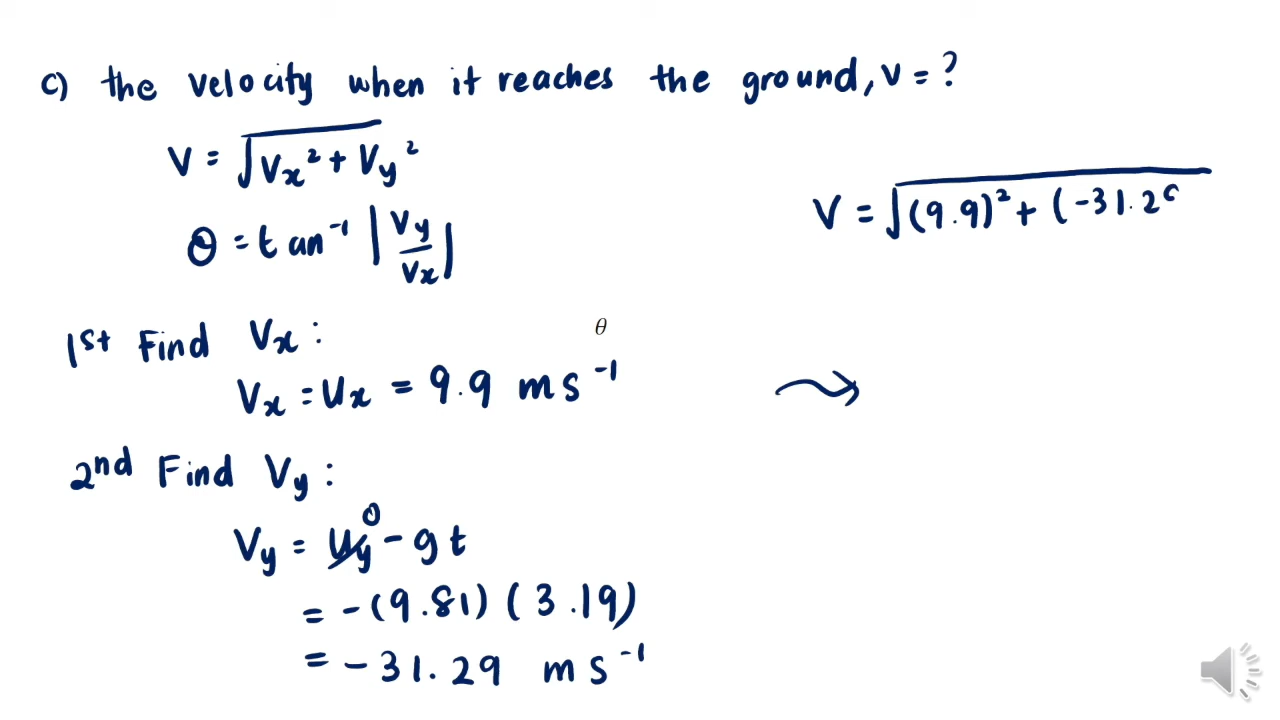 c) the velocity when it reaches the ground, v = ?
V = √(Vx² + Vy²)
θ = tan⁻¹ |Vy/Vx|
V = √(9.9)² + (-31.2
θ
1st Find Vx :
Vx = Ux = 9.9 ms⁻¹
2nd Find Vy :
Vy = Uy⁰ - gt
= -(9.81)(3.19)
= -31.29 ms⁻¹